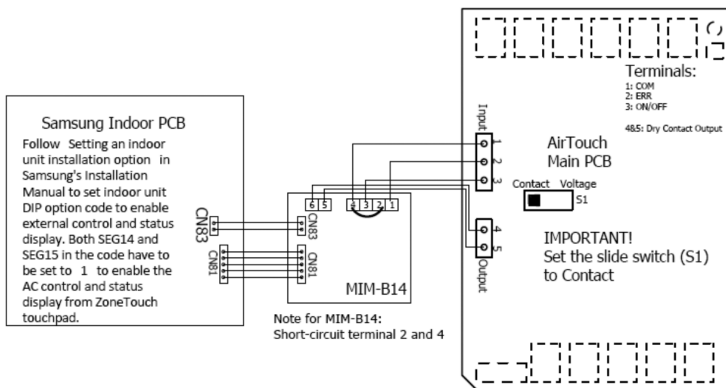 Samsung Indoor PCB
Follow Setting an indoor
unit installation option in
Samsung's Installation
Manual to set indoor unit
DIP option code to enable
external control and status
display. Both SEG14 and
SEG15 in the code have to
be set to 1 to enable the
AC control and status
display from ZoneTouch
touchpad.
CN83
CN81
CN83
CN81
6 5 4 3 2 1
MIM-B14
Note for MIM-B14:
Short-circuit terminal 2 and 4
Input
1
2
3
4
5
Output
Terminals:
1: COM
2: ERR
3: ON/OFF
4&5: Dry Contact Output
AirTouch
Main PCB
Contact Voltage
S1
IMPORTANT!
Set the slide switch (S1)
to Contact